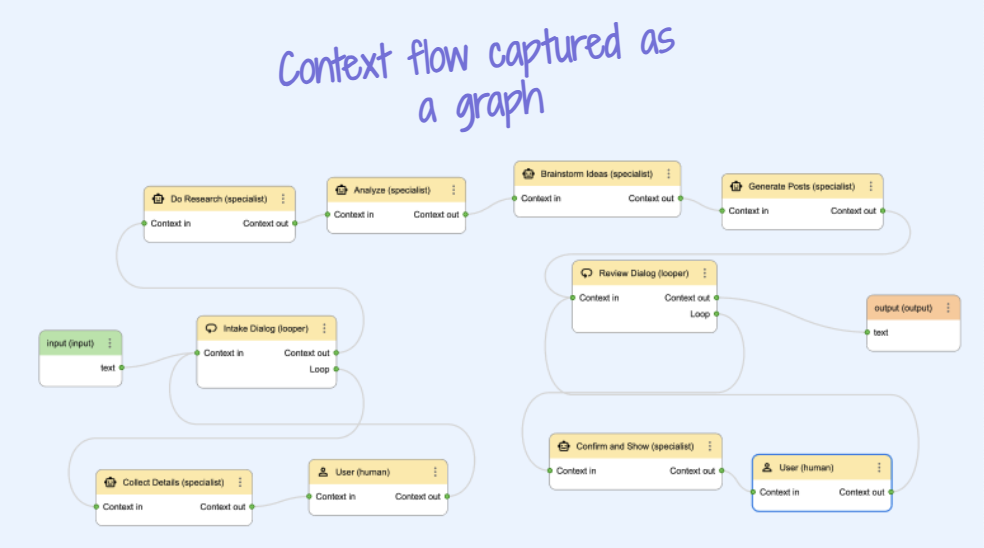 Context flow captured as
a graph
Brainstorm Ideas (specialist)
Context in Context out
Analyze (specialist)
Context in Context out
Generate Posts (specialist)
Context in Context out
Do Research (specialist)
Context in Context out
Review Dialog (looper)
Context in Context out
Loop
output (output)
text
Intake Dialog (looper)
Context in Context out
Loop
input (input)
text
Confirm and Show (specialist)
Context in Context out
User (human)
Context in Context out
Collect Details (specialist)
Context in Context out
User (human)
Context in Context out